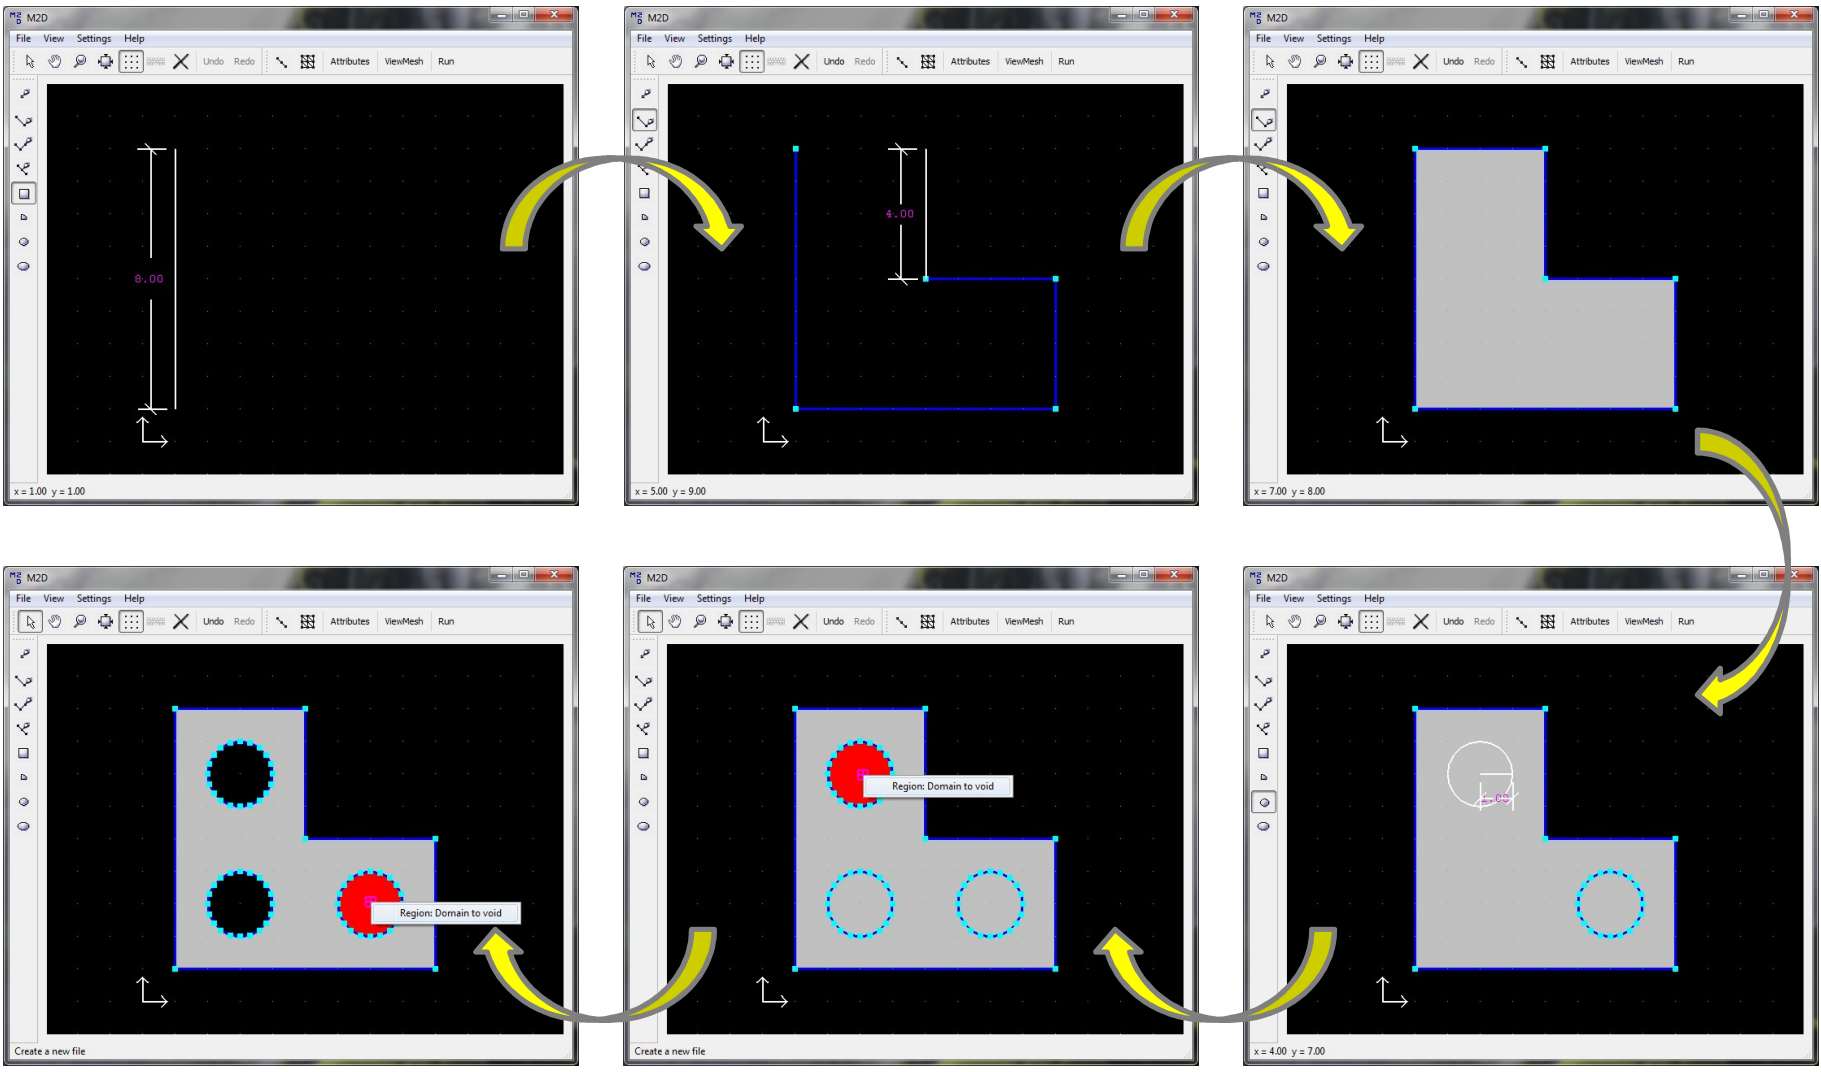 M2D
File View Settings Help
Undo Redo Attributes ViewMesh Run
8.00
x = 1.00 y = 1.00
M2D
File View Settings Help
Undo Redo Attributes ViewMesh Run
4.00
x = 5.00 y = 9.00
M2D
File View Settings Help
Undo Redo Attributes ViewMesh Run
x = 7.00 y = 8.00
M2D
File View Settings Help
Undo Redo Attributes ViewMesh Run
Region: Domain to void
Create a new file
M2D
File View Settings Help
Undo Redo Attributes ViewMesh Run
Region: Domain to void
Create a new file
M2D
File View Settings Help
Undo Redo Attributes ViewMesh Run
1.00
x = 4.00 y = 7.00